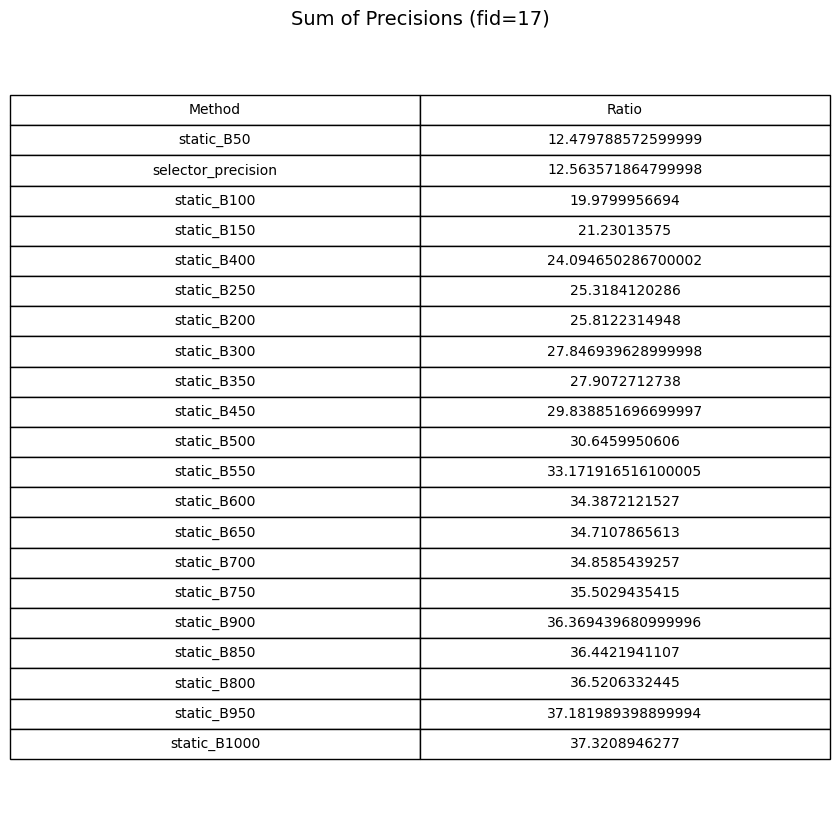 Sum of Precisions (fid=17)
Method Ratio
static_B50 12.479788572599999
selector_precision 12.563571864799998
static_B100 19.9799956694
static_B150 21.23013575
static_B400 24.094650286700002
static_B250 25.3184120286
static_B200 25.8122314948
static_B300 27.846939628999998
static_B350 27.9072712738
static_B450 29.838851696699997
static_B500 30.6459950606
static_B550 33.171916516100005
static_B600 34.3872121527
static_B650 34.7107865613
static_B700 34.8585439257
static_B750 35.5029435415
static_B900 36.369439680999996
static_B850 36.4421941107
static_B800 36.5206332445
static_B950 37.181989398899994
static_B1000 37.3208946277